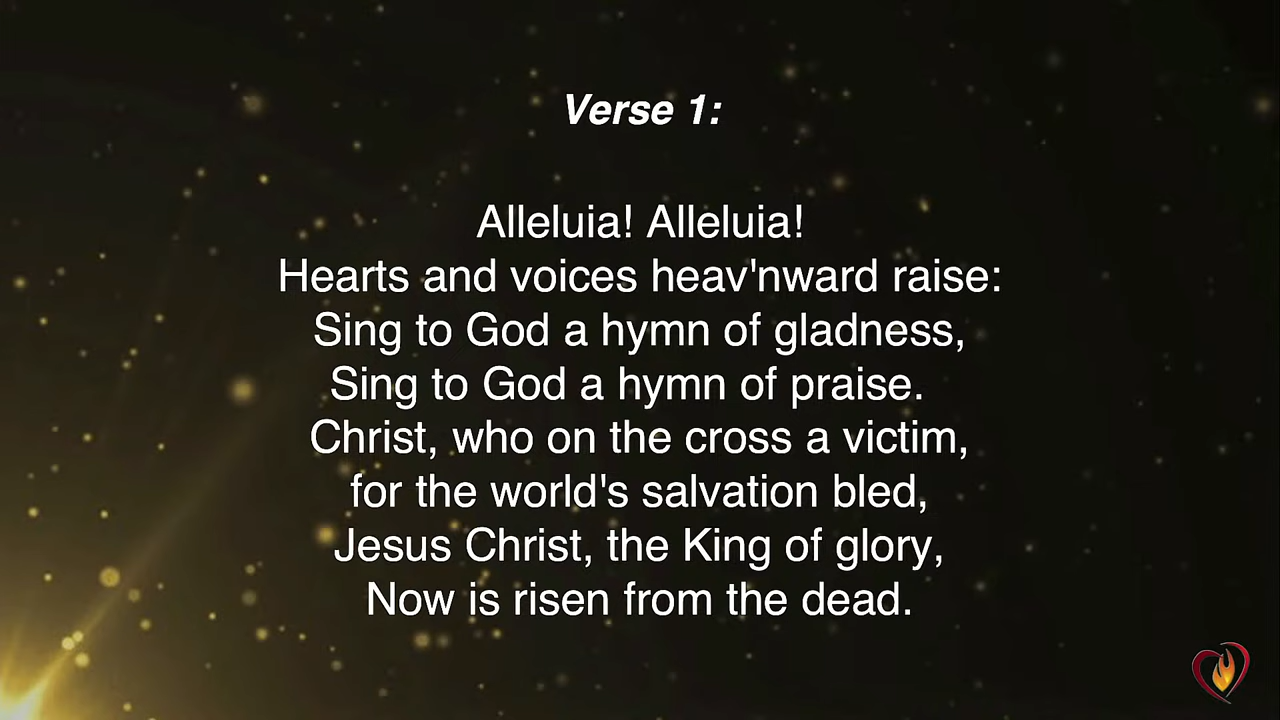 Verse 1:
Alleluia! Alleluia!
Hearts and voices heav'nward raise:
Sing to God a hymn of gladness,
Sing to God a hymn of praise.
Christ, who on the cross a victim,
for the world's salvation bled,
Jesus Christ, the King of glory,
Now is risen from the dead.